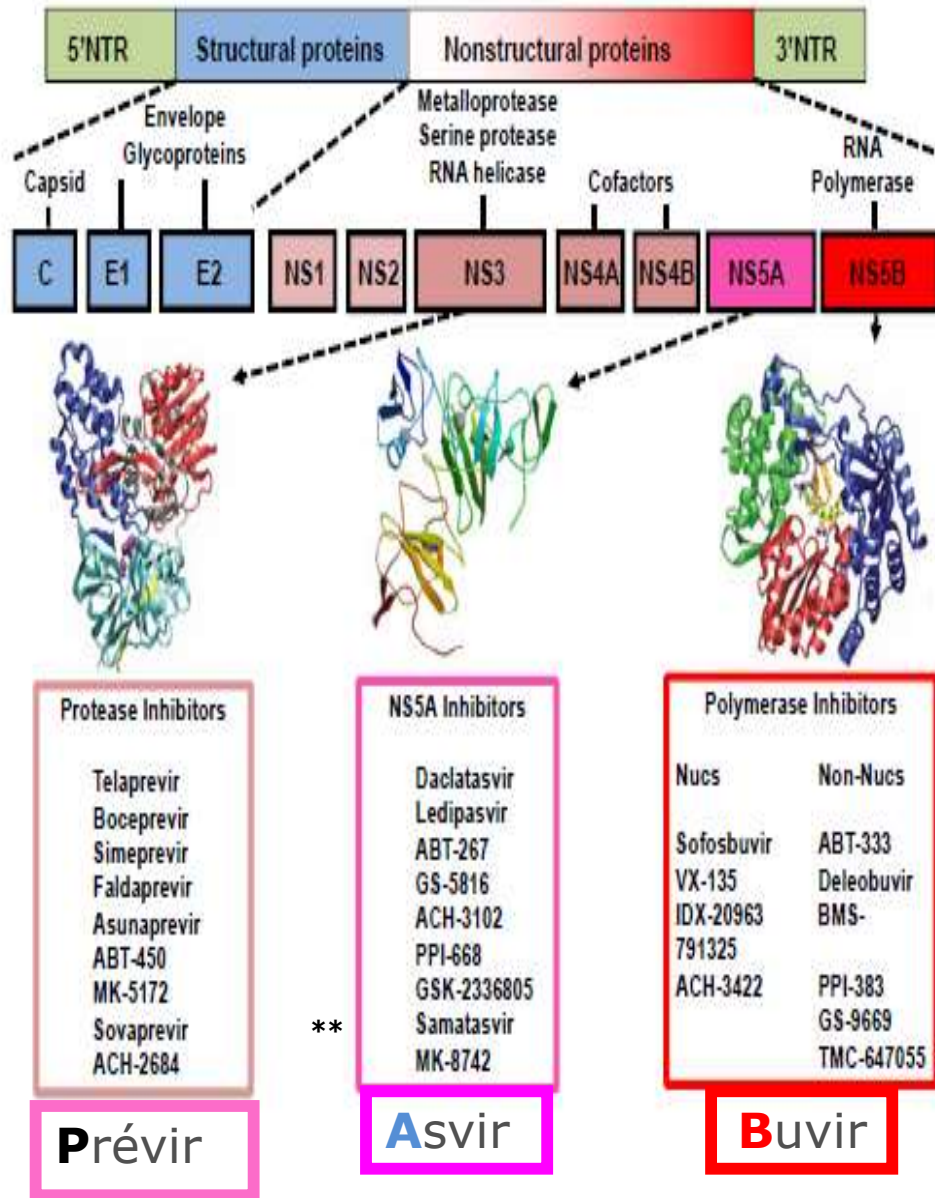 5'NTR Structural proteins Nonstructural proteins 3'NTR
Capsid
Envelope
Glycoproteins
Metalloprotease
Serine protease
RNA helicase
Cofactors
RNA
Polymerase
C E1 E2 NS1 NS2 NS3 NS4A NS4B NS5A NS5B
Protease Inhibitors
Telaprevir
Boceprevir
Simeprevir
Faldaprevir
Asunaprevir
ABT-450
MK-5172
Sovaprevir
ACH-2684
**
NS5A Inhibitors
Daclatasvir
Ledipasvir
ABT-267
GS-5816
ACH-3102
PPI-668
GSK-2336805
Samatasvir
MK-8742
Polymerase Inhibitors
Nucs Non-Nucs
Sofosbuvir ABT-333
VX-135 Deleobuvir
IDX-20963 BMS-
791325
ACH-3422 PPI-383
GS-9669
TMC-647055
Prévir
Asvir
Buvir